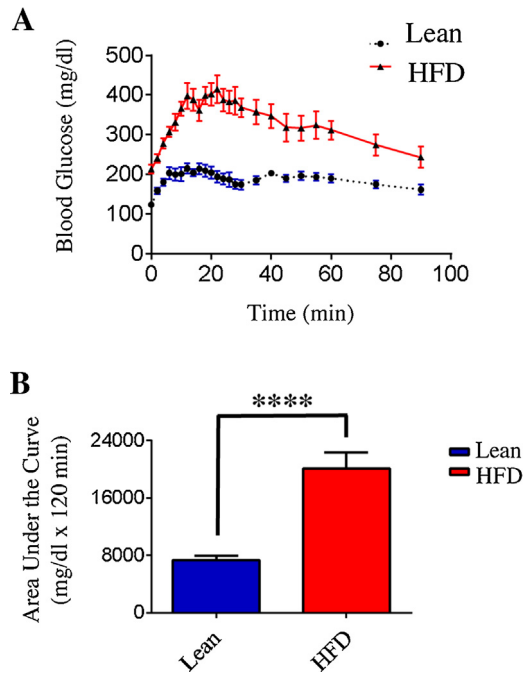 A
Lean
HFD
Blood Glucose (mg/dl)
500
400
300
200
100
0
0 20 40 60 80 100
Time (min)
B
****
Area Under the Curve
(mg/dl x 120 min)
24000
16000
8000
0
Lean
HFD
Lean
HFD